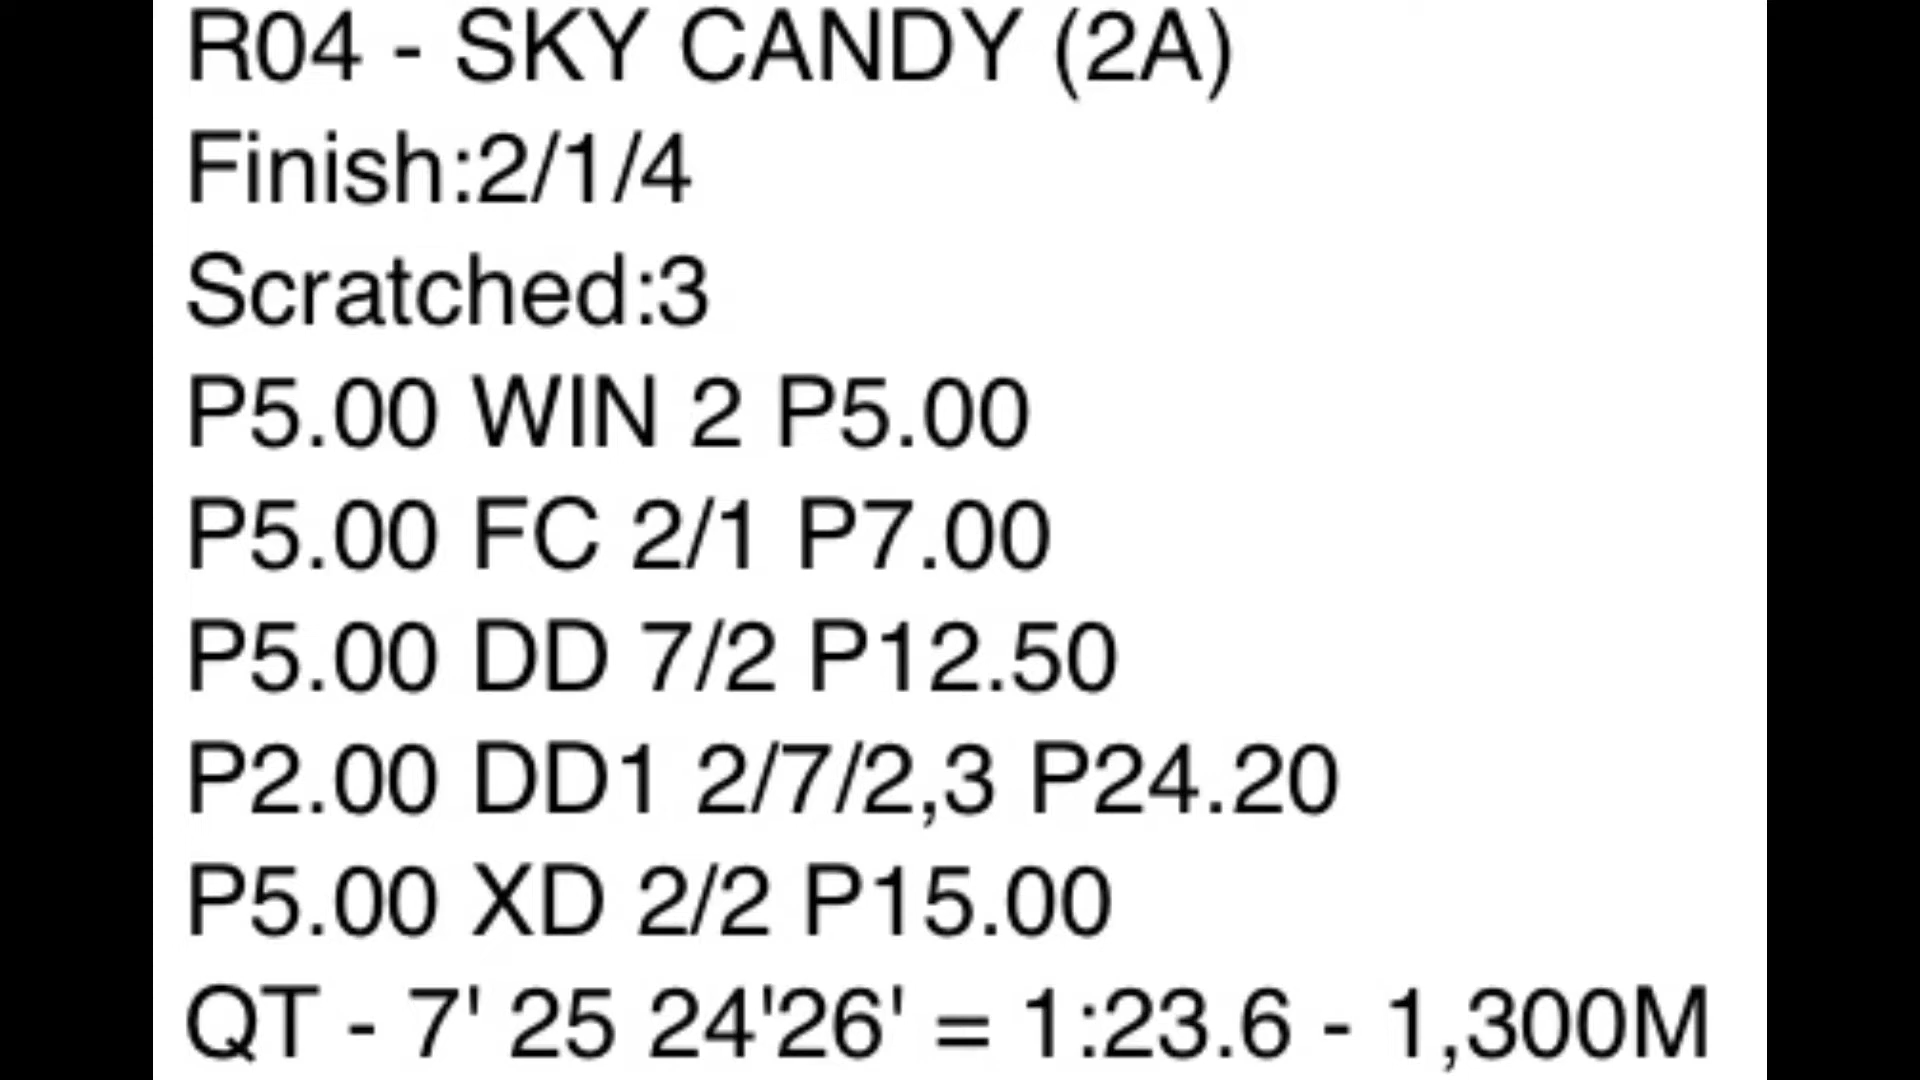 R04 - SKY CANDY (2A)
Finish:2/1/4
Scratched:3
P5.00 WIN 2 P5.00
P5.00 FC 2/1 P7.00
P5.00 DD 7/2 P12.50
P2.00 DD1 2/7/2,3 P24.20
P5.00 XD 2/2 P15.00
QT - 7' 25 24'26' = 1:23.6 - 1,300M